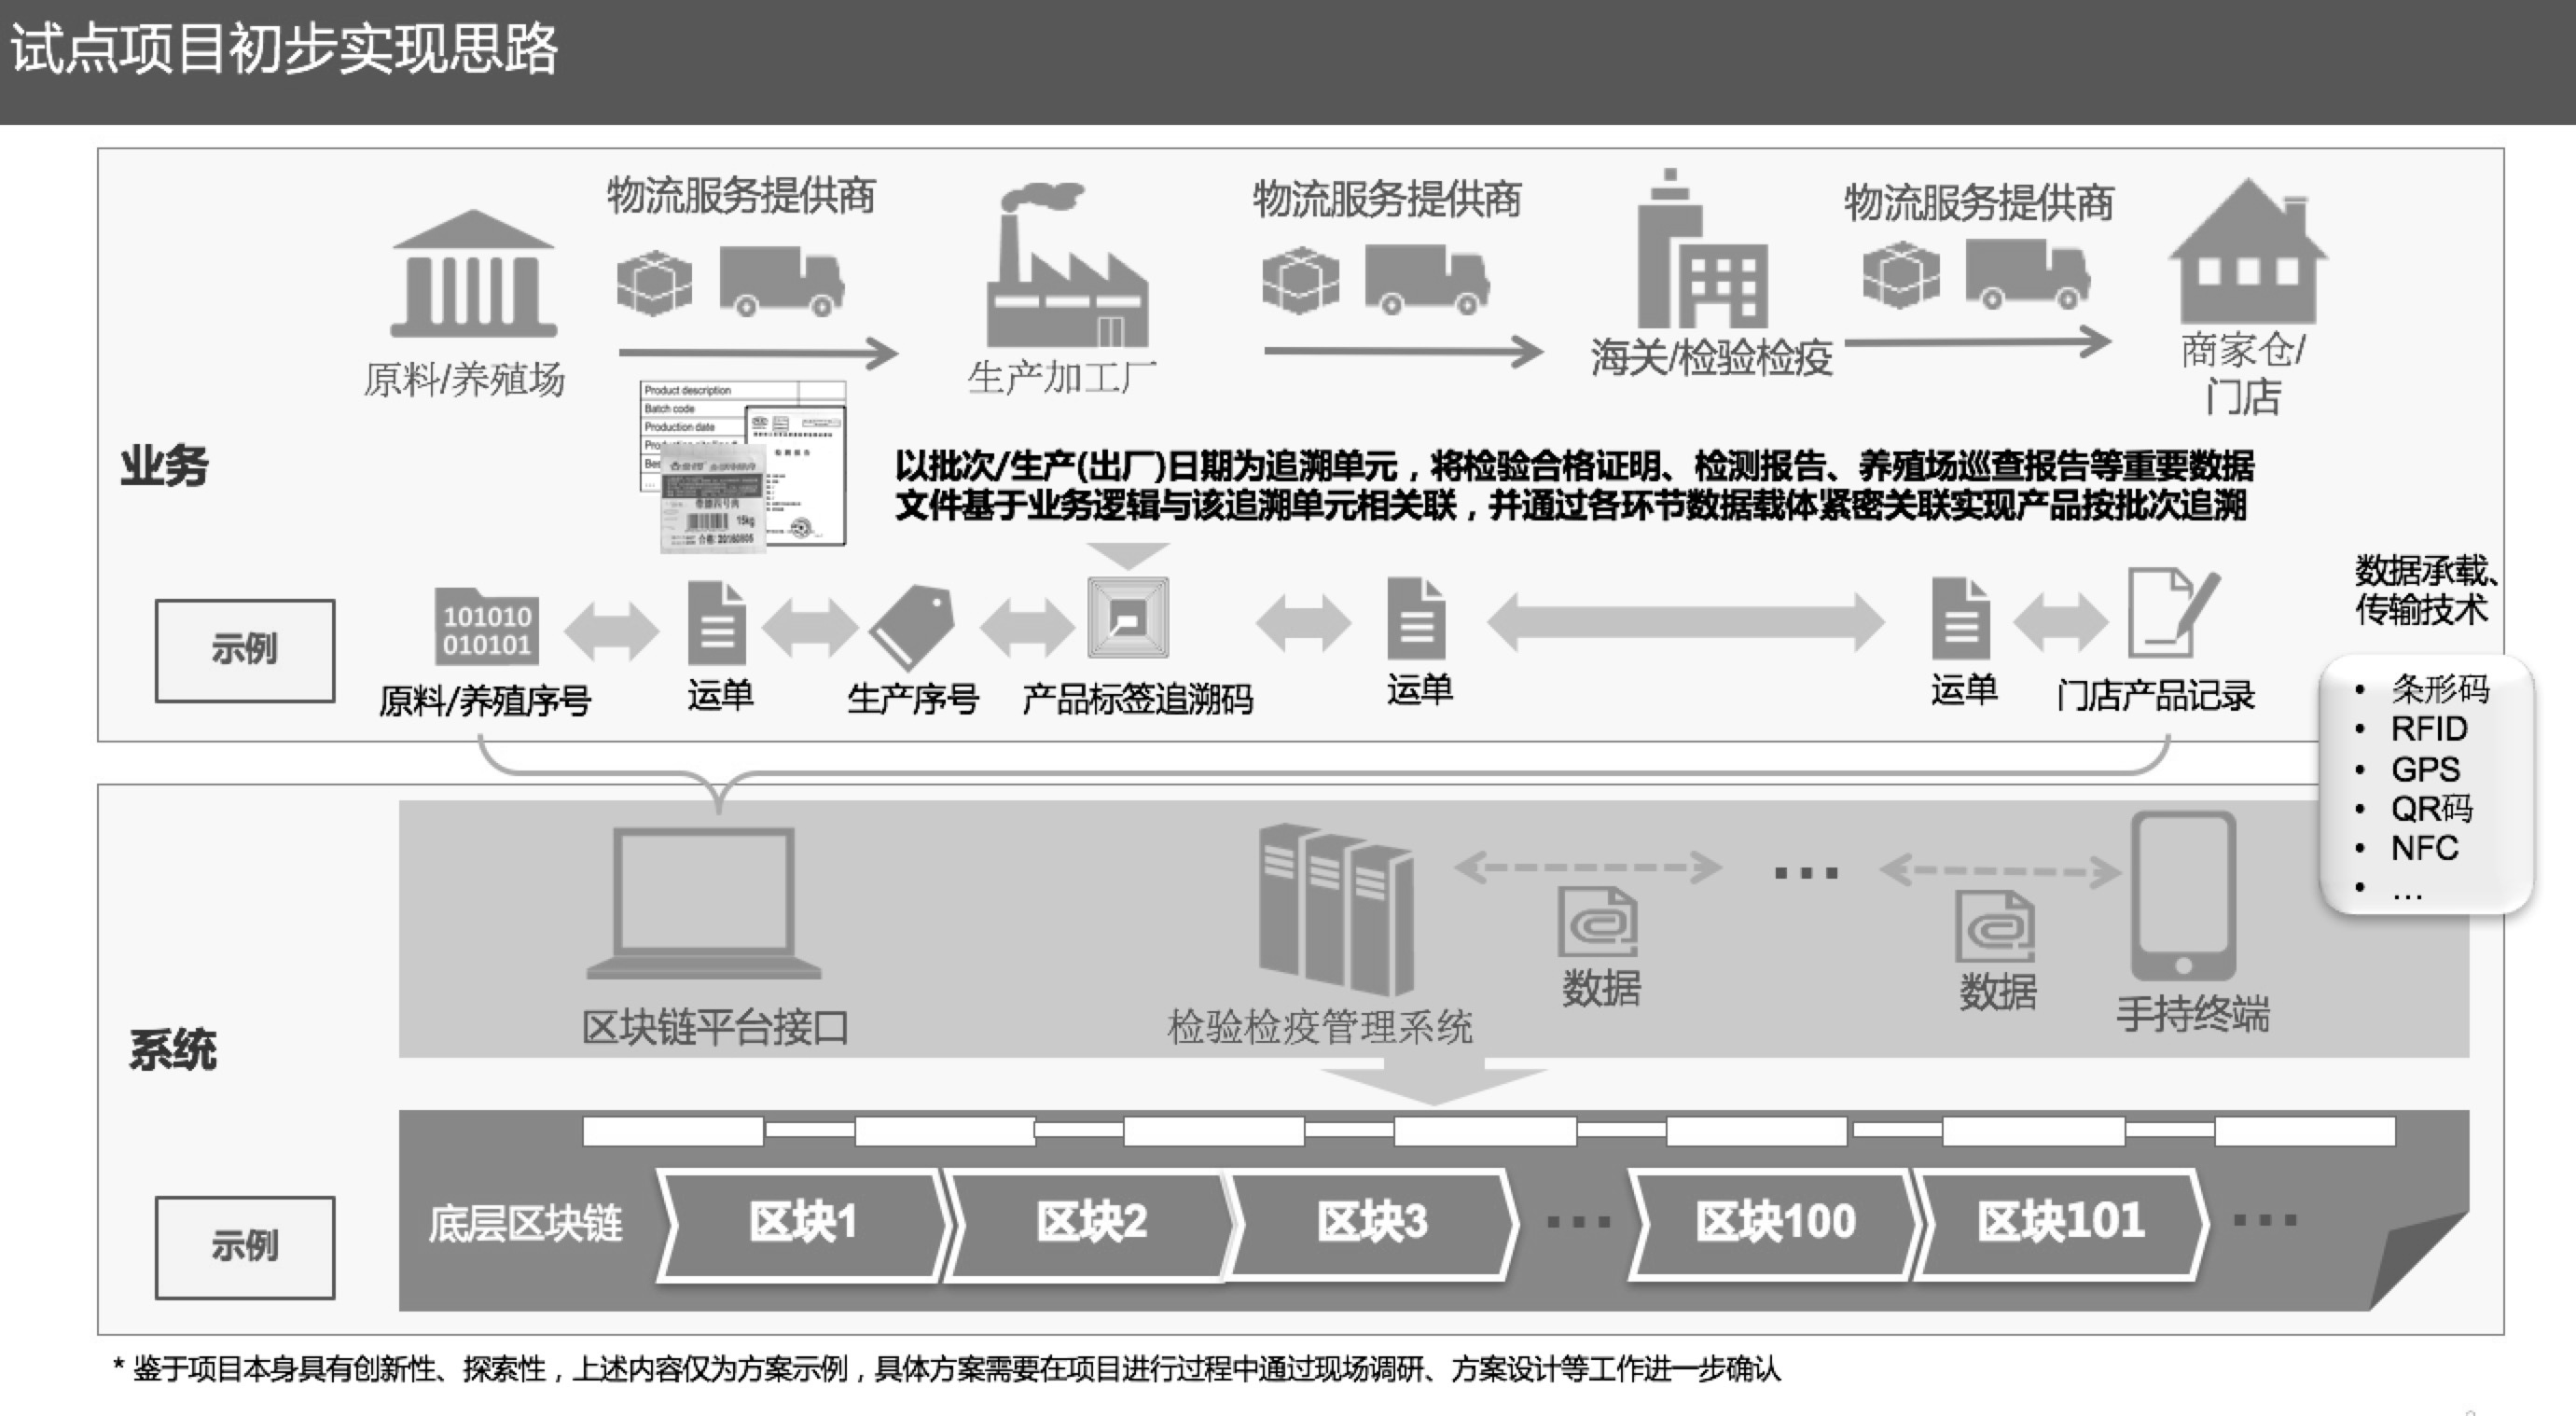 试点项目初步实现思路
物流服务提供商
物流服务提供商
物流服务提供商
原料/养殖场
生产加工厂
海关/检验检疫
商家仓/
门店
Product description
Batch code
Production date
检测报告
15kg
业务
以批次/生产(出厂)日期为追溯单元，将检验合格证明、检测报告、养殖场巡查报告等重要数据
文件基于业务逻辑与该追溯单元相关联，并通过各环节数据载体紧密关联实现产品按批次追溯
示例
101010
010101
原料/养殖序号
运单
生产序号
产品标签追溯码
运单
运单
门店产品记录
数据承载、
传输技术
• 条形码
• RFID
• GPS
• QR码
• NFC
• ...
系统
区块链平台接口
检验检疫管理系统
数据
...
数据
手持终端
示例
底层区块链
区块1
区块2
区块3
...
区块100
区块101
...
* 鉴于项目本身具有创新性、探索性，上述内容仅为方案示例，具体方案需要在项目进行过程中通过现场调研、方案设计等工作进一步确认